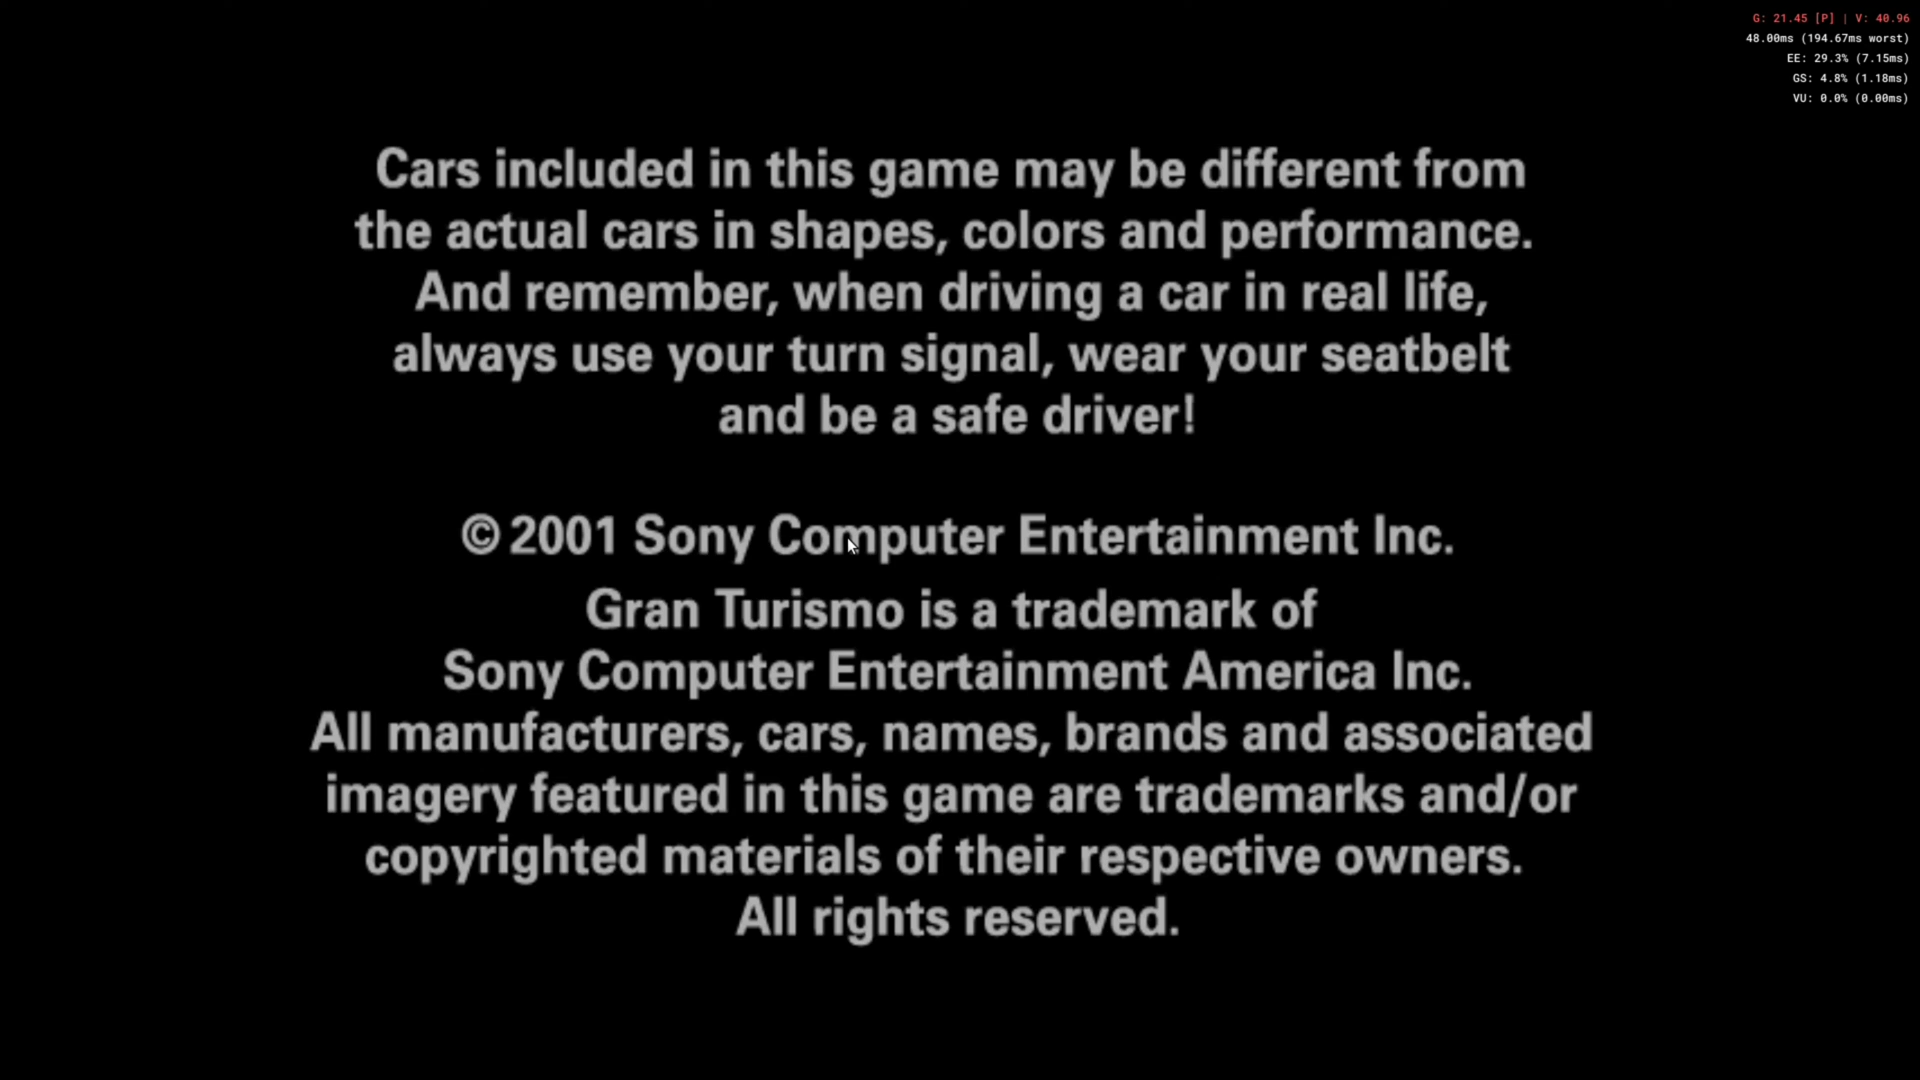 G: 21.45 [P] | V: 40.96
48.00ms (194.67ms worst)
EE: 29.3% (7.15ms)
GS: 4.8% (1.18ms)
VU: 0.0% (0.00ms)
Cars included in this game may be different from
the actual cars in shapes, colors and performance.
And remember, when driving a car in real life,
always use your turn signal, wear your seatbelt
and be a safe driver!
© 2001 Sony Computer Entertainment Inc.
Gran Turismo is a trademark of
Sony Computer Entertainment America Inc.
All manufacturers, cars, names, brands and associated
imagery featured in this game are trademarks and/or
copyrighted materials of their respective owners.
All rights reserved.